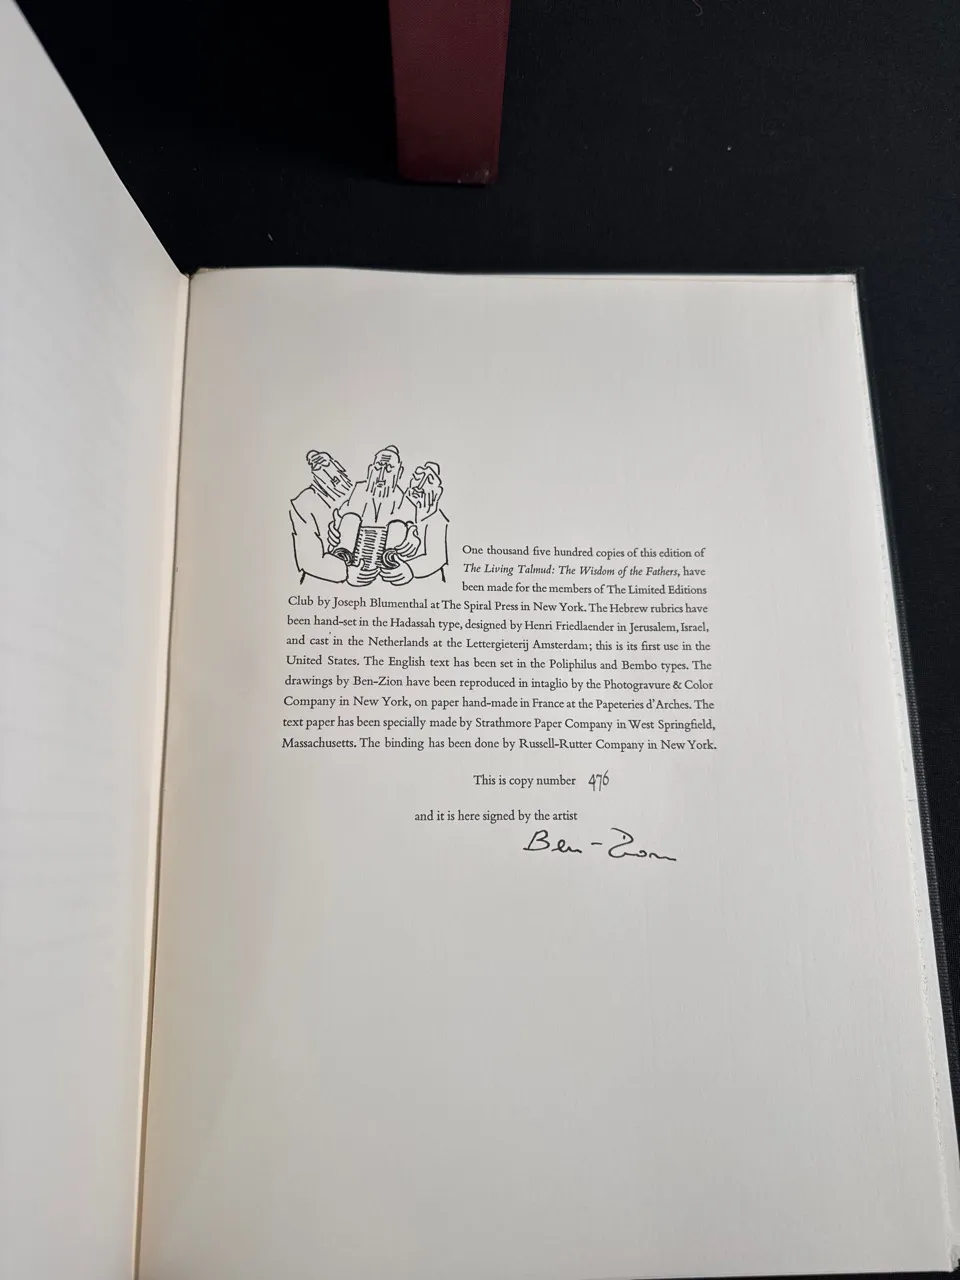 One thousand five hundred copies of this edition of
The Living Talmud: The Wisdom of the Fathers, have
been made for the members of The Limited Editions
Club by Joseph Blumenthal at The Spiral Press in New York. The Hebrew rubrics have
been hand-set in the Hadassah type, designed by Henri Friedlaender in Jerusalem, Israel,
and cast in the Netherlands at the Lettergieterij Amsterdam; this is its first use in the
United States. The English text has been set in the Poliphilus and Bembo types. The
drawings by Ben-Zion have been reproduced in intaglio by the Photogravure & Color
Company in New York, on paper hand-made in France at the Papeteries d'Arches. The
text paper has been specially made by Strathmore Paper Company in West Springfield,
Massachusetts. The binding has been done by Russell-Rutter Company in New York.
This is copy number 476
and it is here signed by the artist
Ben-Zion